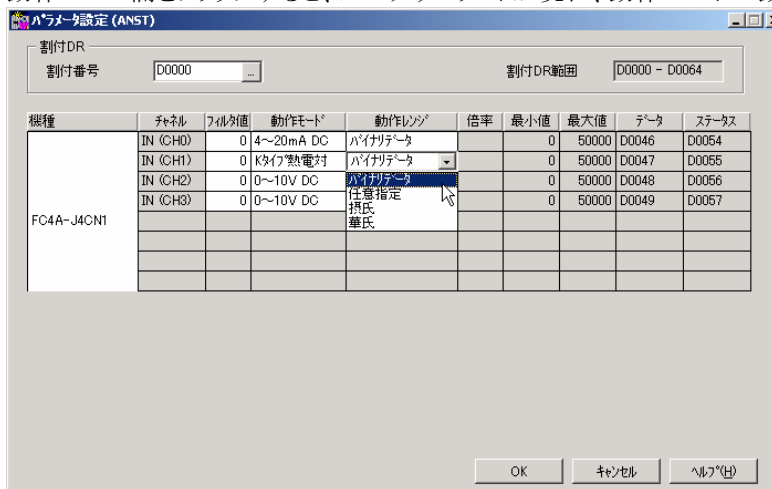 パラメータ設定 (ANST)
割付DR
割付番号 D0000 ... 割付DR範囲 D0000 - D0064
機種 チャネル フィルタ値 動作モード 動作レンジ 倍率 最小値 最大値 データ ステータス
IN (CH0) 0 4～20mA DC バイナリデータ 0 50000 D0046 D0054
IN (CH1) 0 Kタイプ熱電対 バイナリデータ 0 50000 D0047 D0055
IN (CH2) 0 0～10V DC バイナリデータ 0 50000 D0048 D0056
任意指定
IN (CH3) 0 0～10V DC 摂氏 0 50000 D0049 D0057
華氏
FC4A-J4CN1
OK キャンセル ヘルプ(H)